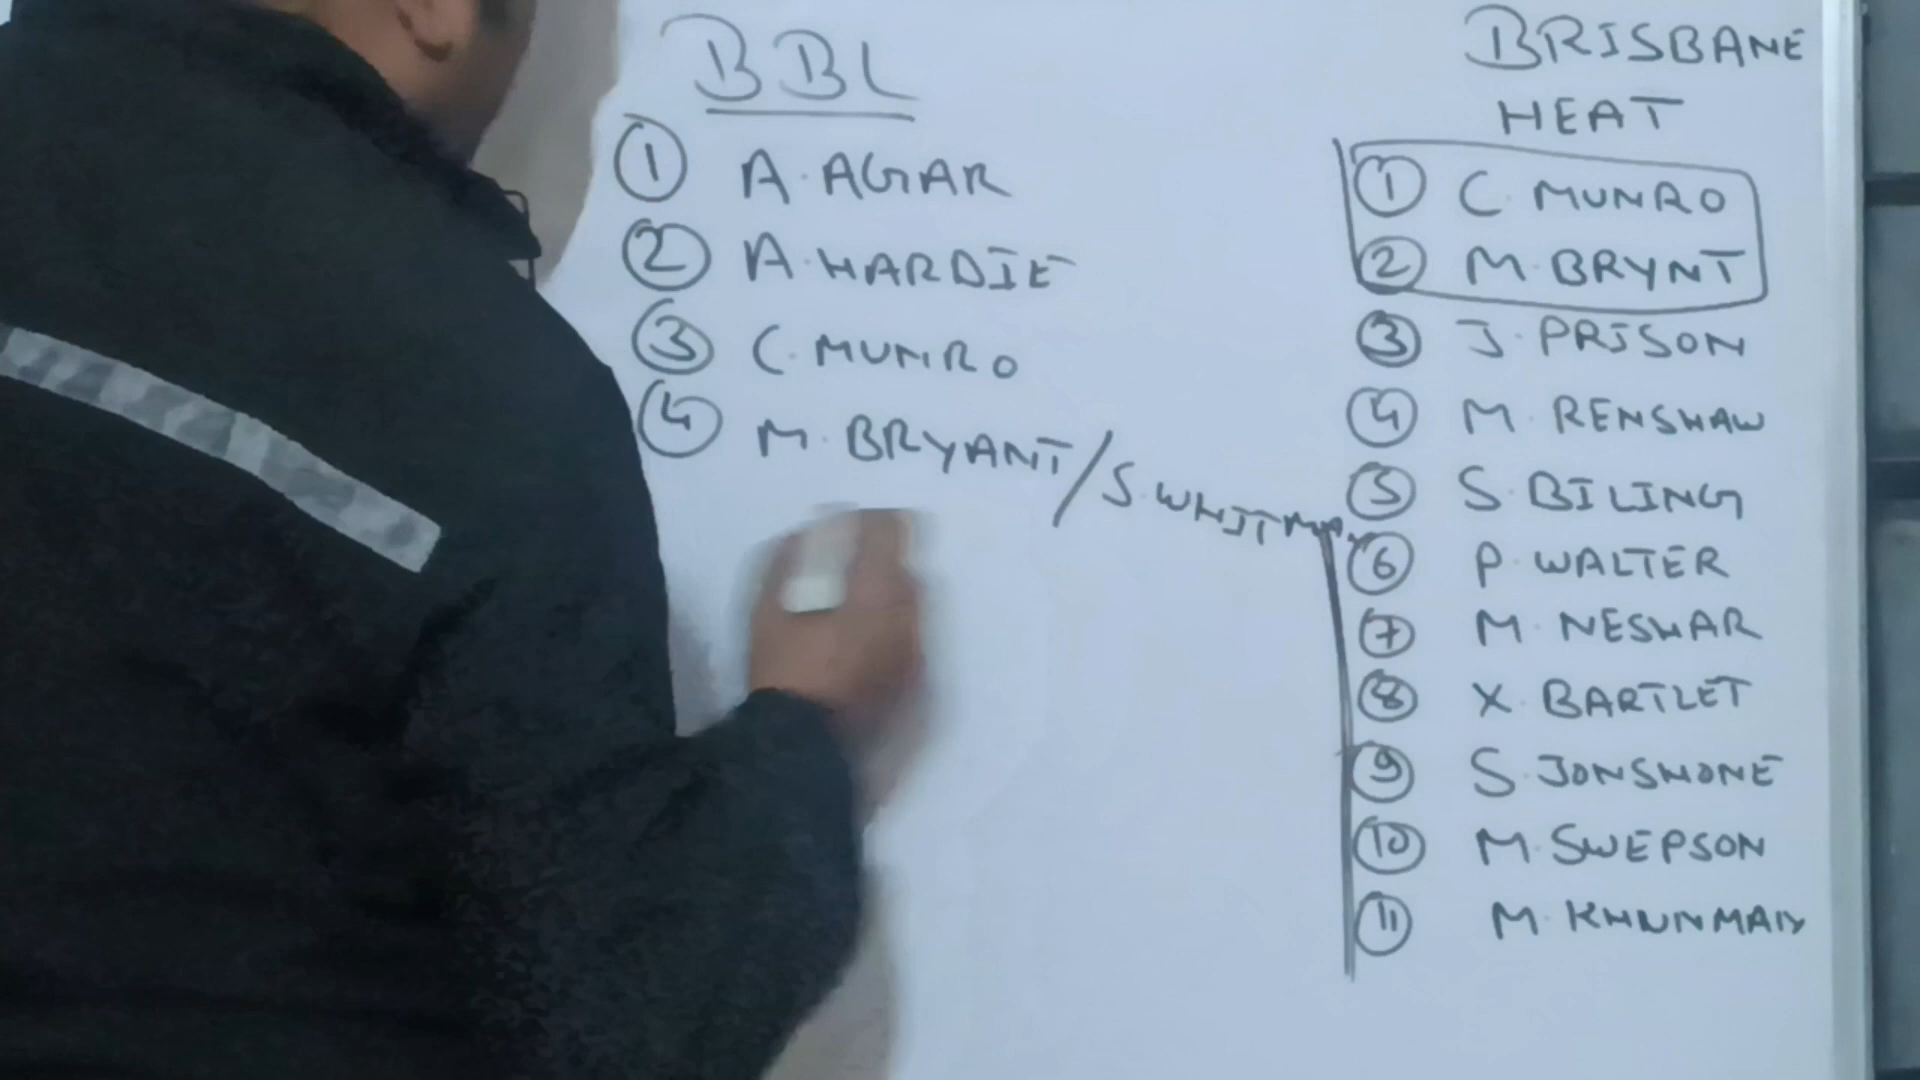 BBL
① A. AGAR
② A. HARDIE
③ C. MUNRO
④ M. BRYANT / S. WHITMAN
BRISBANE
HEAT
① C. MUNRO
② M. BRYNT
③ J. PRISON
④ M. RENSHAW
⑤ S. BILING
⑥ P. WALTER
⑦ M. NESHAR
⑧ X. BARTLET
⑨ S. JONSHONE
⑩ M. SWEPSON
⑪ M. KHUNMAN